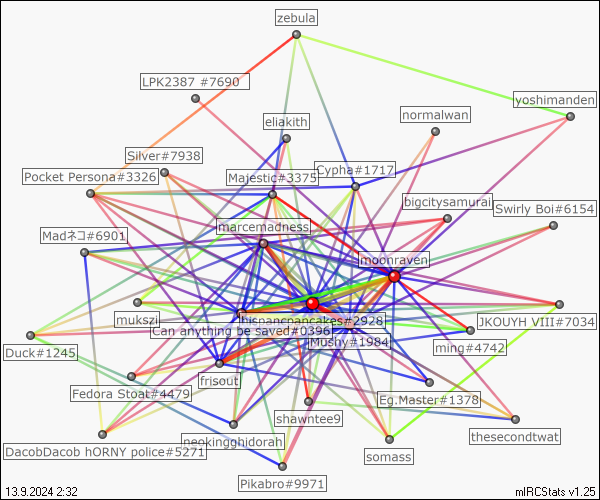 zebula
LPK2387 #7690
yoshimanden
normalwan
eliakith
Silver#7938
Cypha#1717
Pocket Persona#3326
Majestic#3375
bigcitysamurai
Swirly Boi#6154
marcemadness
Madネコ#6901
moonraven
mukszi
#2928
JKOUYH VIII#7034
Can anything be saved#0396
Mushy#1984
ming#4742
Duck#1245
frisout
Fedora Stoat#4479
Eg.Master#1378
shawntee9
thesecondtwat
neokingghidorah
DacobDacob hORNY police#5271
somass
Pikabro#9971
13.9.2024 2:32
mIRCStats v1.25